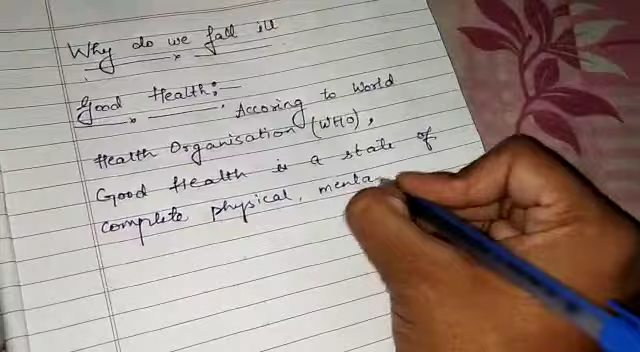 Why do we fall ill
Good Health:-
Accoring to World
Health Organisation (WHO),
Good Health is a state of
complete physical, menta